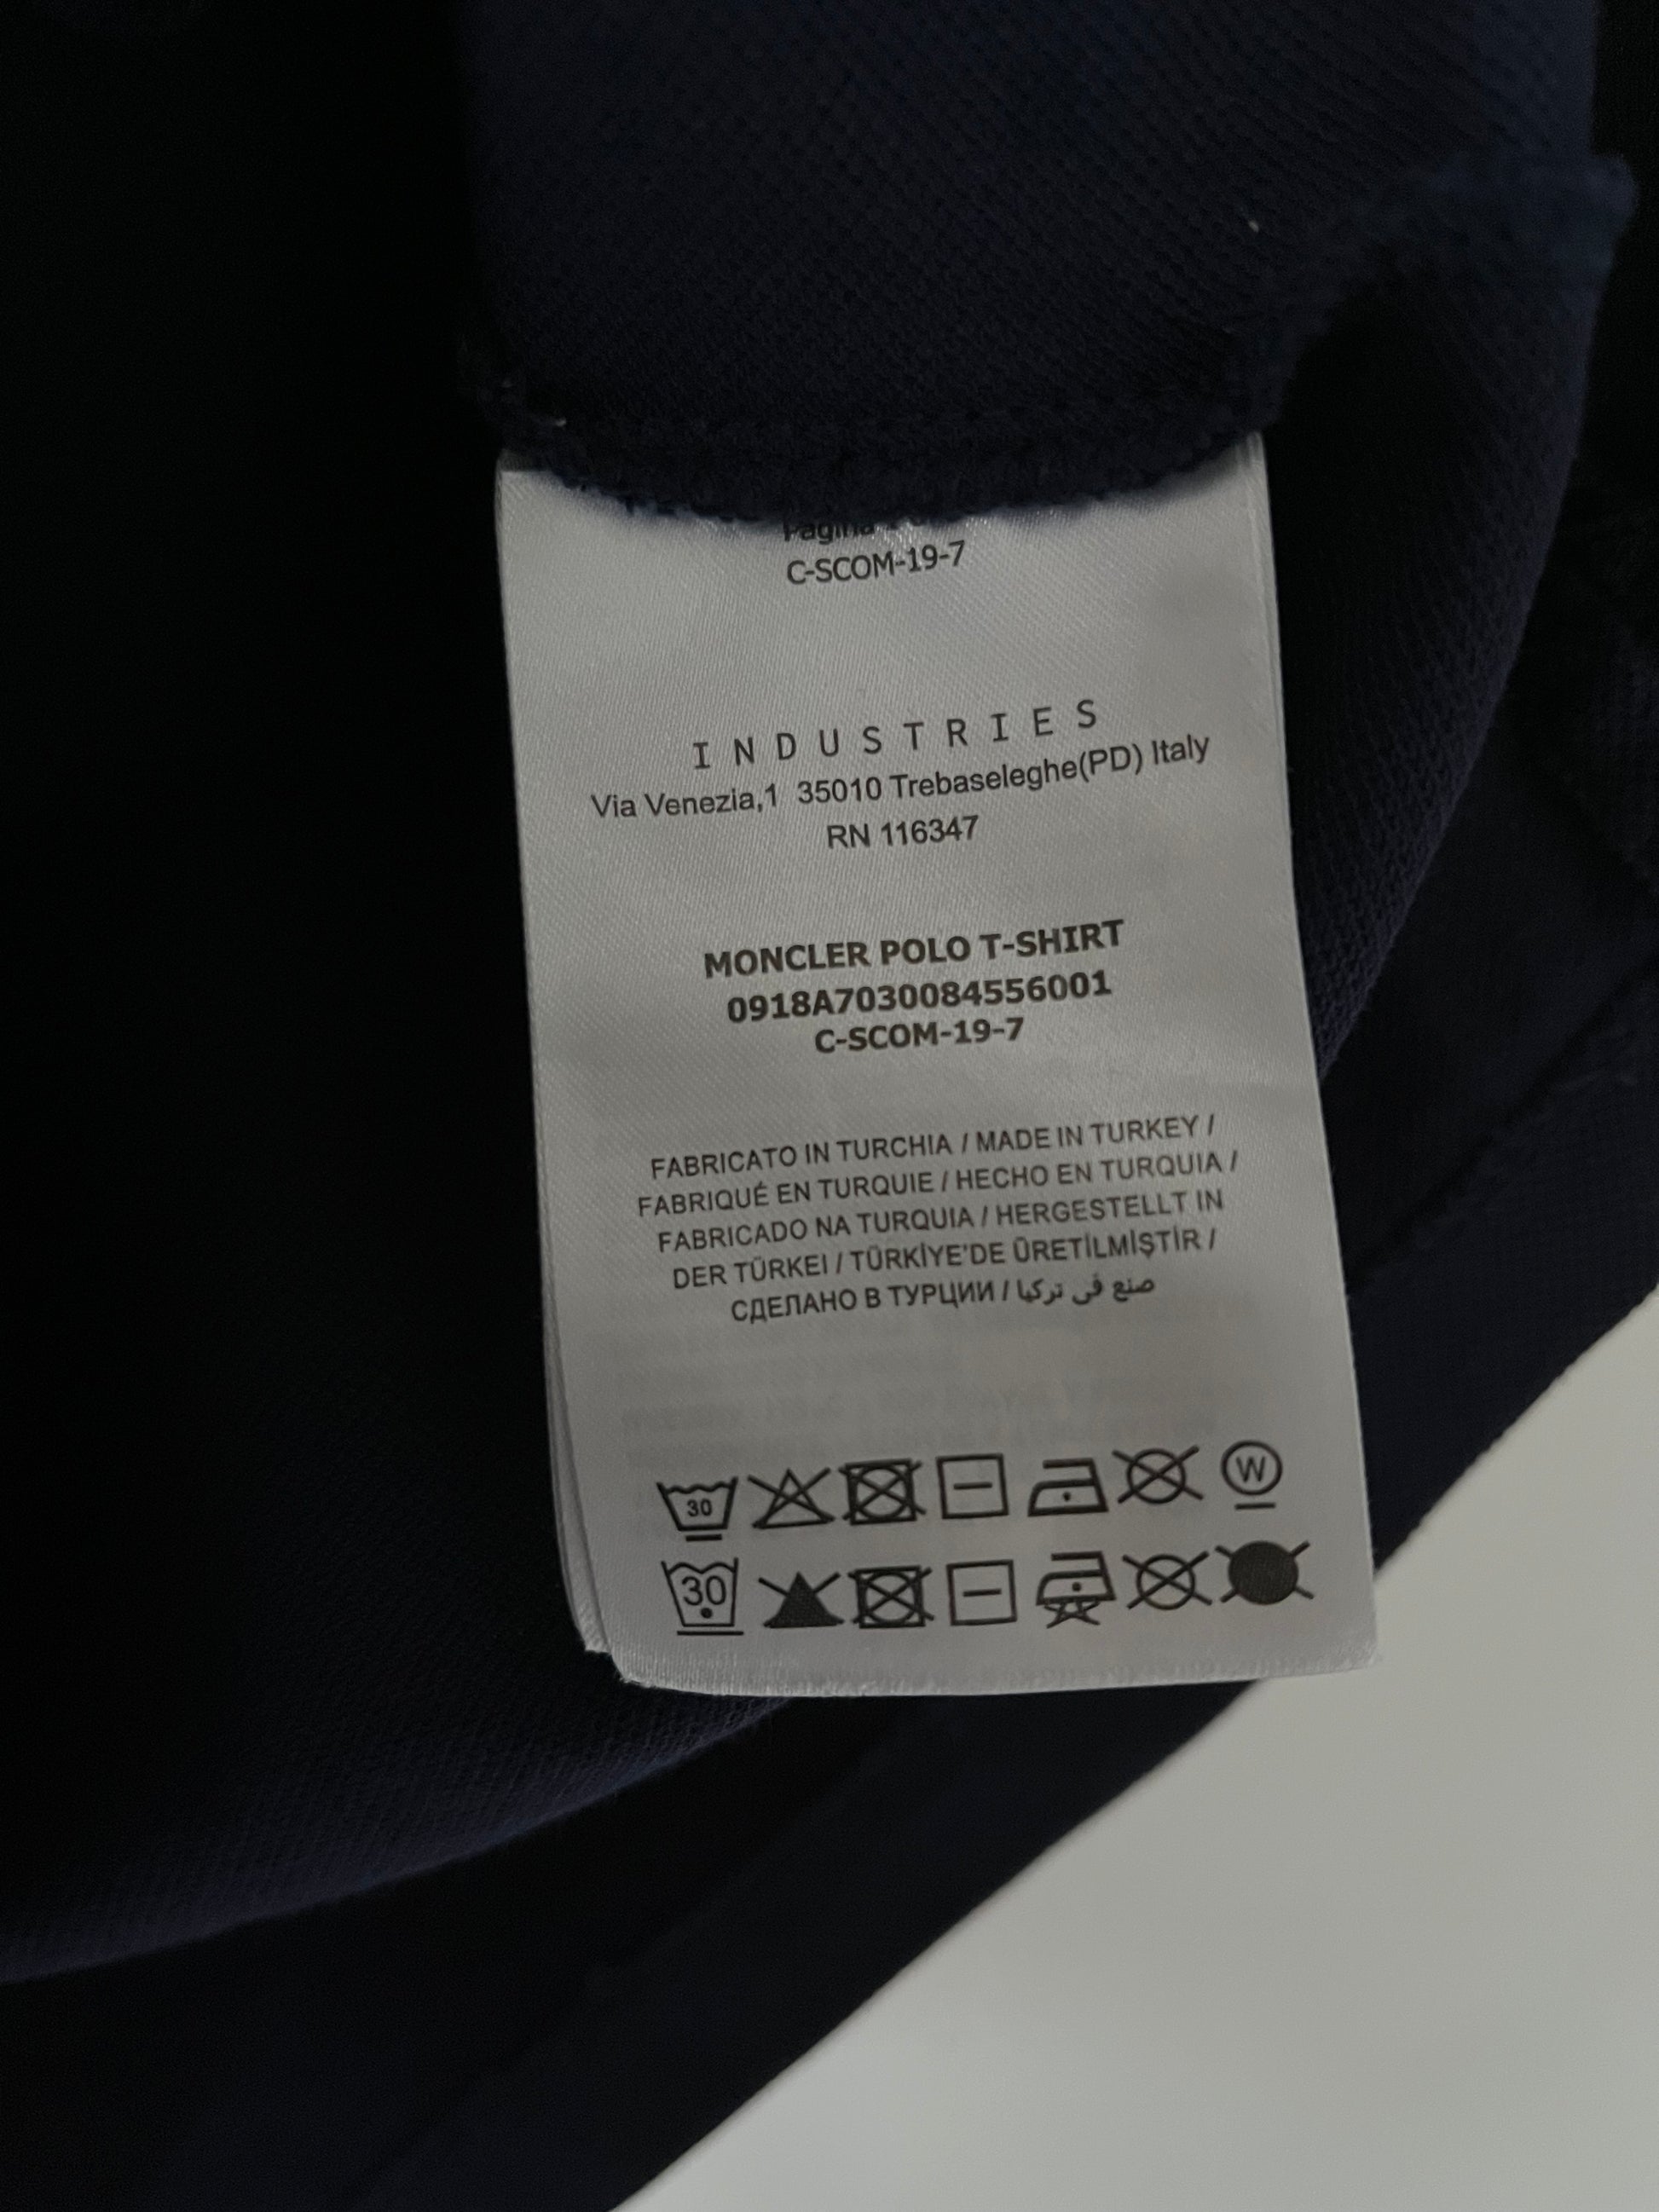 Pagina
C-SCOM-19-7
INDUSTRIES
Via Venezia,1 35010 Trebaseleghe(PD) Italy
RN 116347
MONCLER POLO T-SHIRT
0918A7030084556001
C-SCOM-19-7
FABRICATO IN TURCHIA / MADE IN TURKEY /
FABRIQUÉ EN TURQUIE / HECHO EN TURQUIA /
FABRICADO NA TURQUIA / HERGESTELLT IN
DER TÜRKEI / TÜRKİYE'DE ÜRETİLMİŞTİR /
СДЕЛАНО В ТУРЦИИ / صنع في تركيا
30 W
30